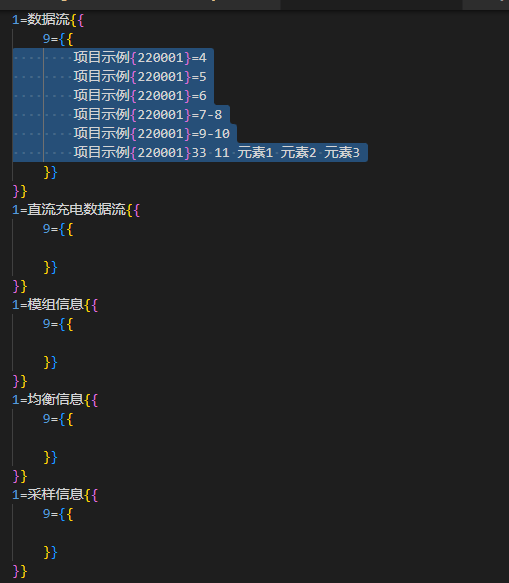 1=数据流{{
9={{
项目示例{220001}=4
项目示例{220001}=5
项目示例{220001}=6
项目示例{220001}=7-8
项目示例{220001}=9-10
项目示例{220001}33 11 元素1 元素2 元素3
}}
}}
1=直流充电数据流{{
9={{
}}
}}
1=模组信息{{
9={{
}}
}}
1=均衡信息{{
9={{
}}
}}
1=采样信息{{
9={{
}}
}}